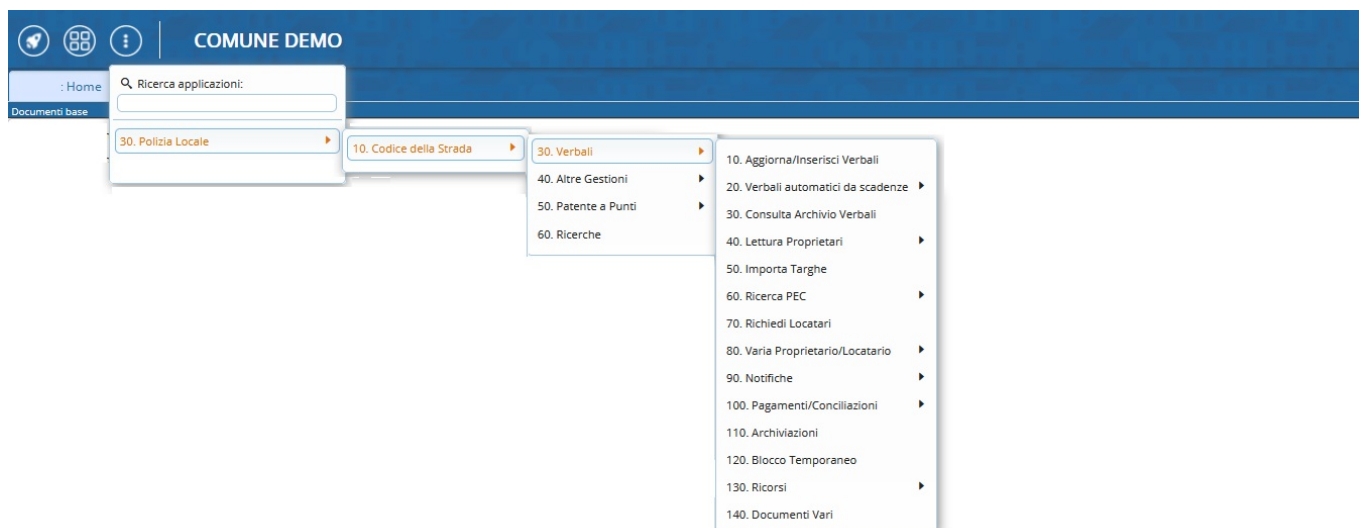 COMUNE DEMO
: Home
Ricerca applicazioni:
Documenti base
30. Polizia Locale
10. Codice della Strada
30. Verbali
40. Altre Gestioni
50. Patente a Punti
60. Ricerche
10. Aggiorna/Inserisci Verbali
20. Verbali automatici da scadenze
30. Consulta Archivio Verbali
40. Lettura Proprietari
50. Importa Targhe
60. Ricerca PEC
70. Richiedi Locatari
80. Varia Proprietario/Locatario
90. Notifiche
100. Pagamenti/Conciliazioni
110. Archiviazioni
120. Blocco Temporaneo
130. Ricorsi
140. Documenti Vari